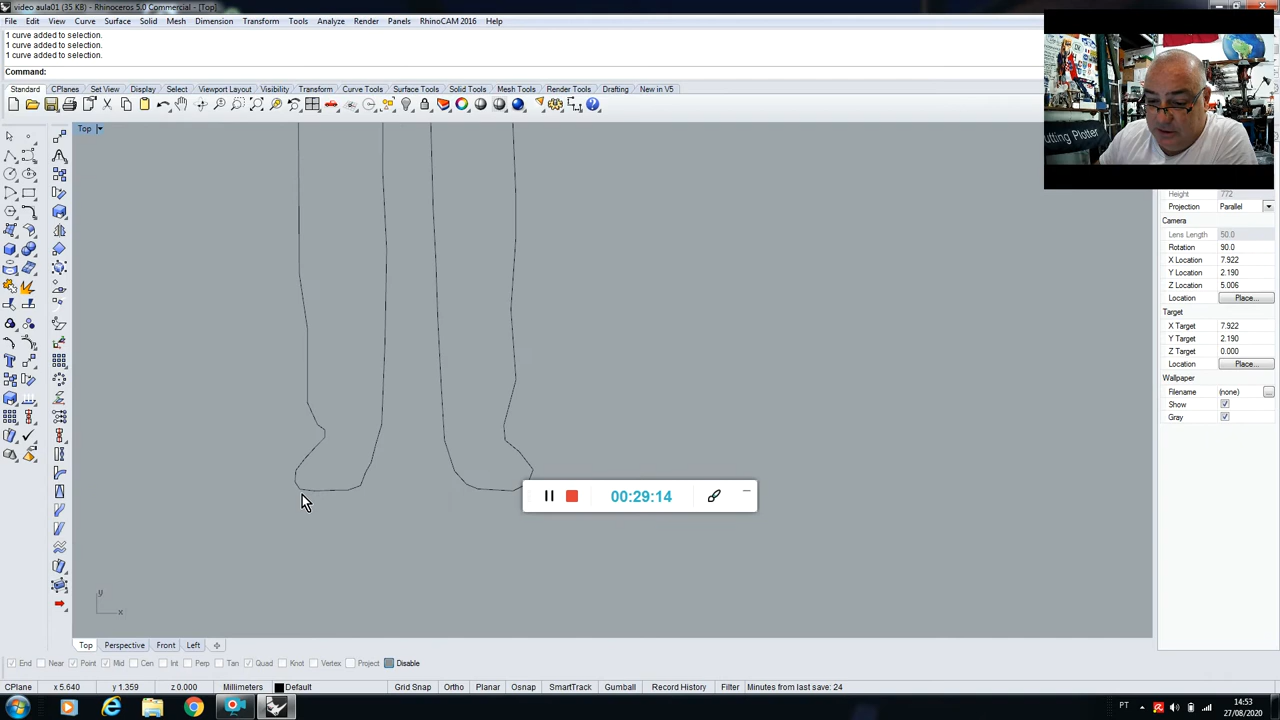 video aula01 (35 KB) - Rhinoceros 5.0 Commercial - [Top]
File Edit View Curve Surface Solid Mesh Dimension Transform Tools Analyze Render Panels RhinoCAM 2016 Help
1 curve added to selection.
1 curve added to selection.
1 curve added to selection.
Command:
Standard CPlanes Set View Display Select Viewport Layout Visibility Transform Curve Tools Surface Tools Solid Tools Mesh Tools Render Tools Drafting New in V5
Top
Cutting Plotter
Height 772
Projection Parallel
Camera
Lens Length 50.0
Rotation 90.0
X Location 7.922
Y Location 2.190
Z Location 5.006
Location Place...
Target
X Target 7.922
Y Target 2.190
Z Target 0.000
Location Place...
Wallpaper
Filename (none) ...
Show
Gray
00:29:14
y
x
Top Perspective Front Left
End Near Point Mid Cen Int Perp Tan Quad Knot Vertex Project Disable
CPlane x 5.640 y 1.359 z 0.000 Millimeters Default Grid Snap Ortho Planar Osnap SmartTrack Gumball Record History Filter Minutes from last save: 24
PT 14:53
27/08/2020